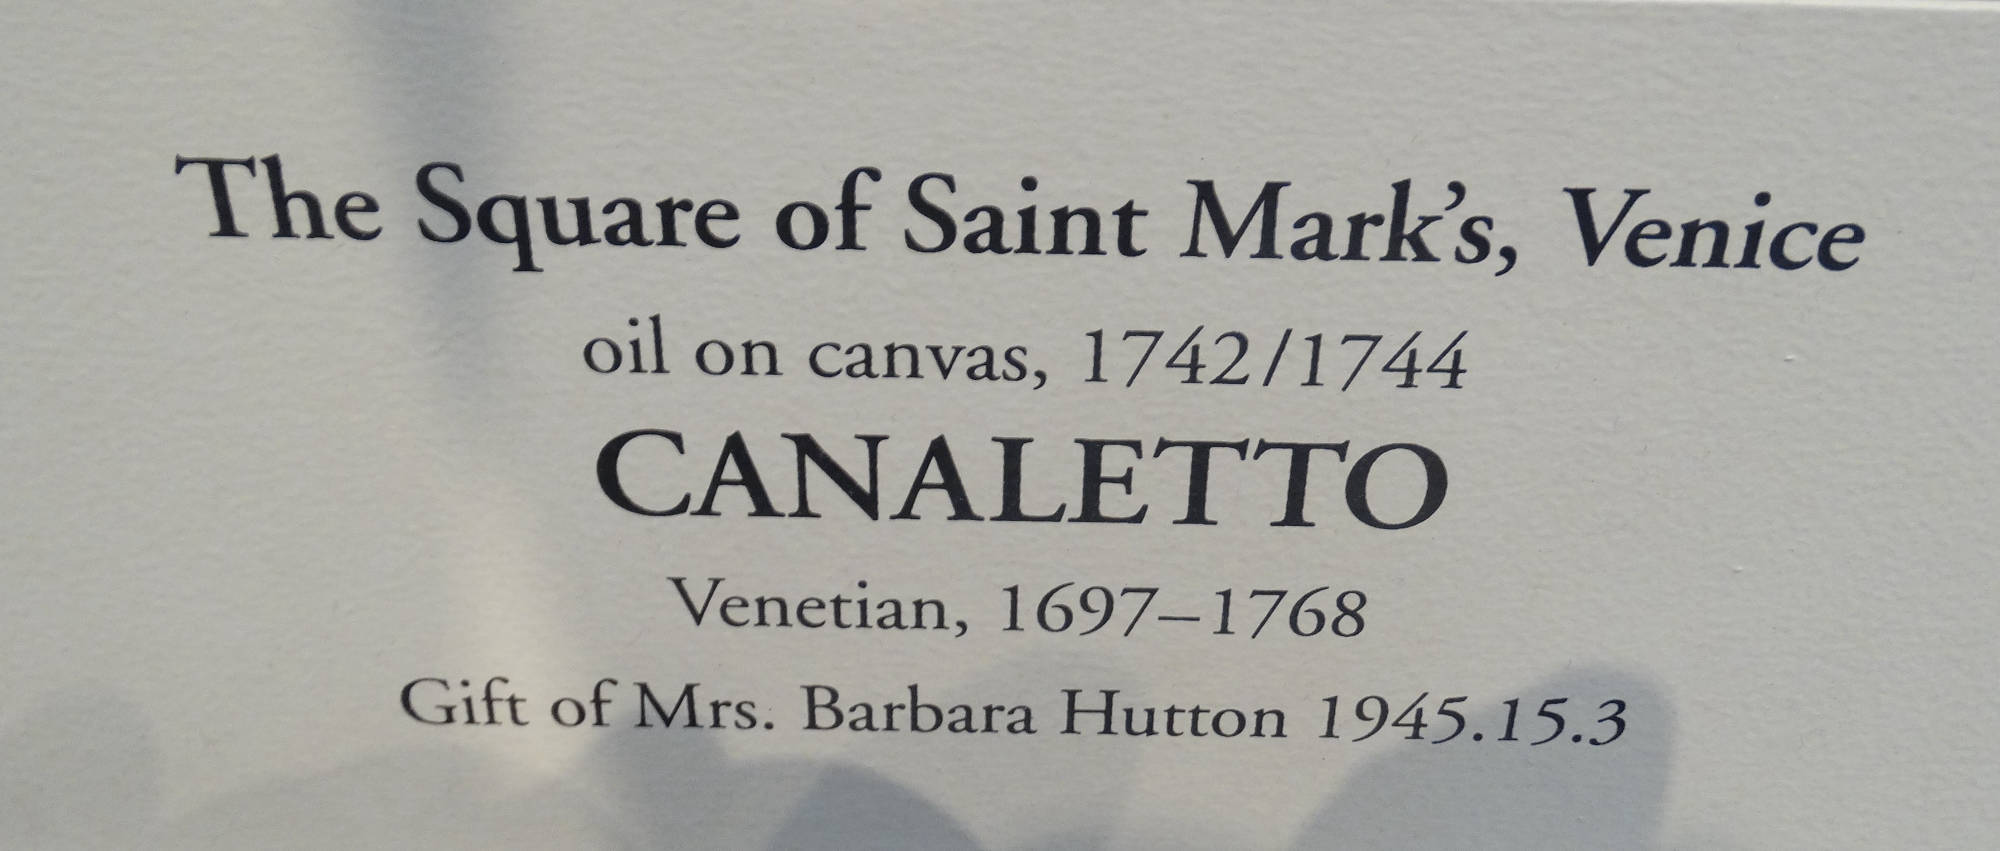 The Square of Saint Mark’s, Venice
oil on canvas, 1742/1744
CANALETTO
Venetian, 1697–1768
Gift of Mrs. Barbara Hutton 1945.15.3